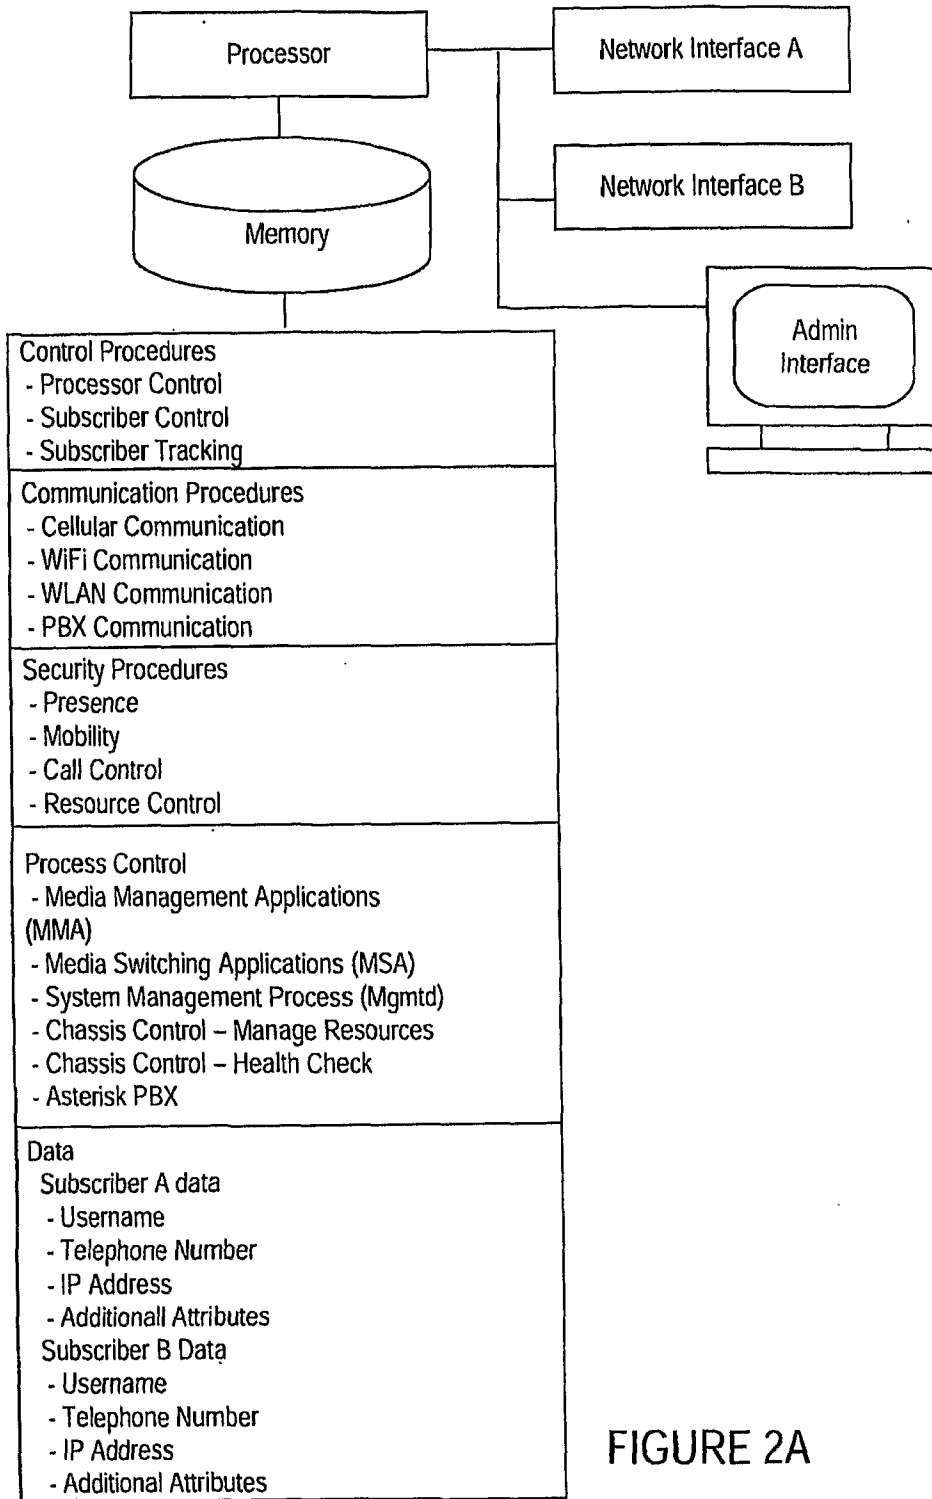 Processor
Network Interface A
Network Interface B
Memory
Admin
Interface
Control Procedures
- Processor Control
- Subscriber Control
- Subscriber Tracking
Communication Procedures
- Cellular Communication
- WiFi Communication
- WLAN Communication
- PBX Communication
Security Procedures
- Presence
- Mobility
- Call Control
- Resource Control
Process Control
- Media Management Applications
(MMA)
- Media Switching Applications (MSA)
- System Management Process (Mgmtd)
- Chassis Control – Manage Resources
- Chassis Control – Health Check
- Asterisk PBX
Data
Subscriber A data
- Username
- Telephone Number
- IP Address
- Additionall Attributes
Subscriber B Data
- Username
- Telephone Number
- IP Address
- Additional Attributes
FIGURE 2A